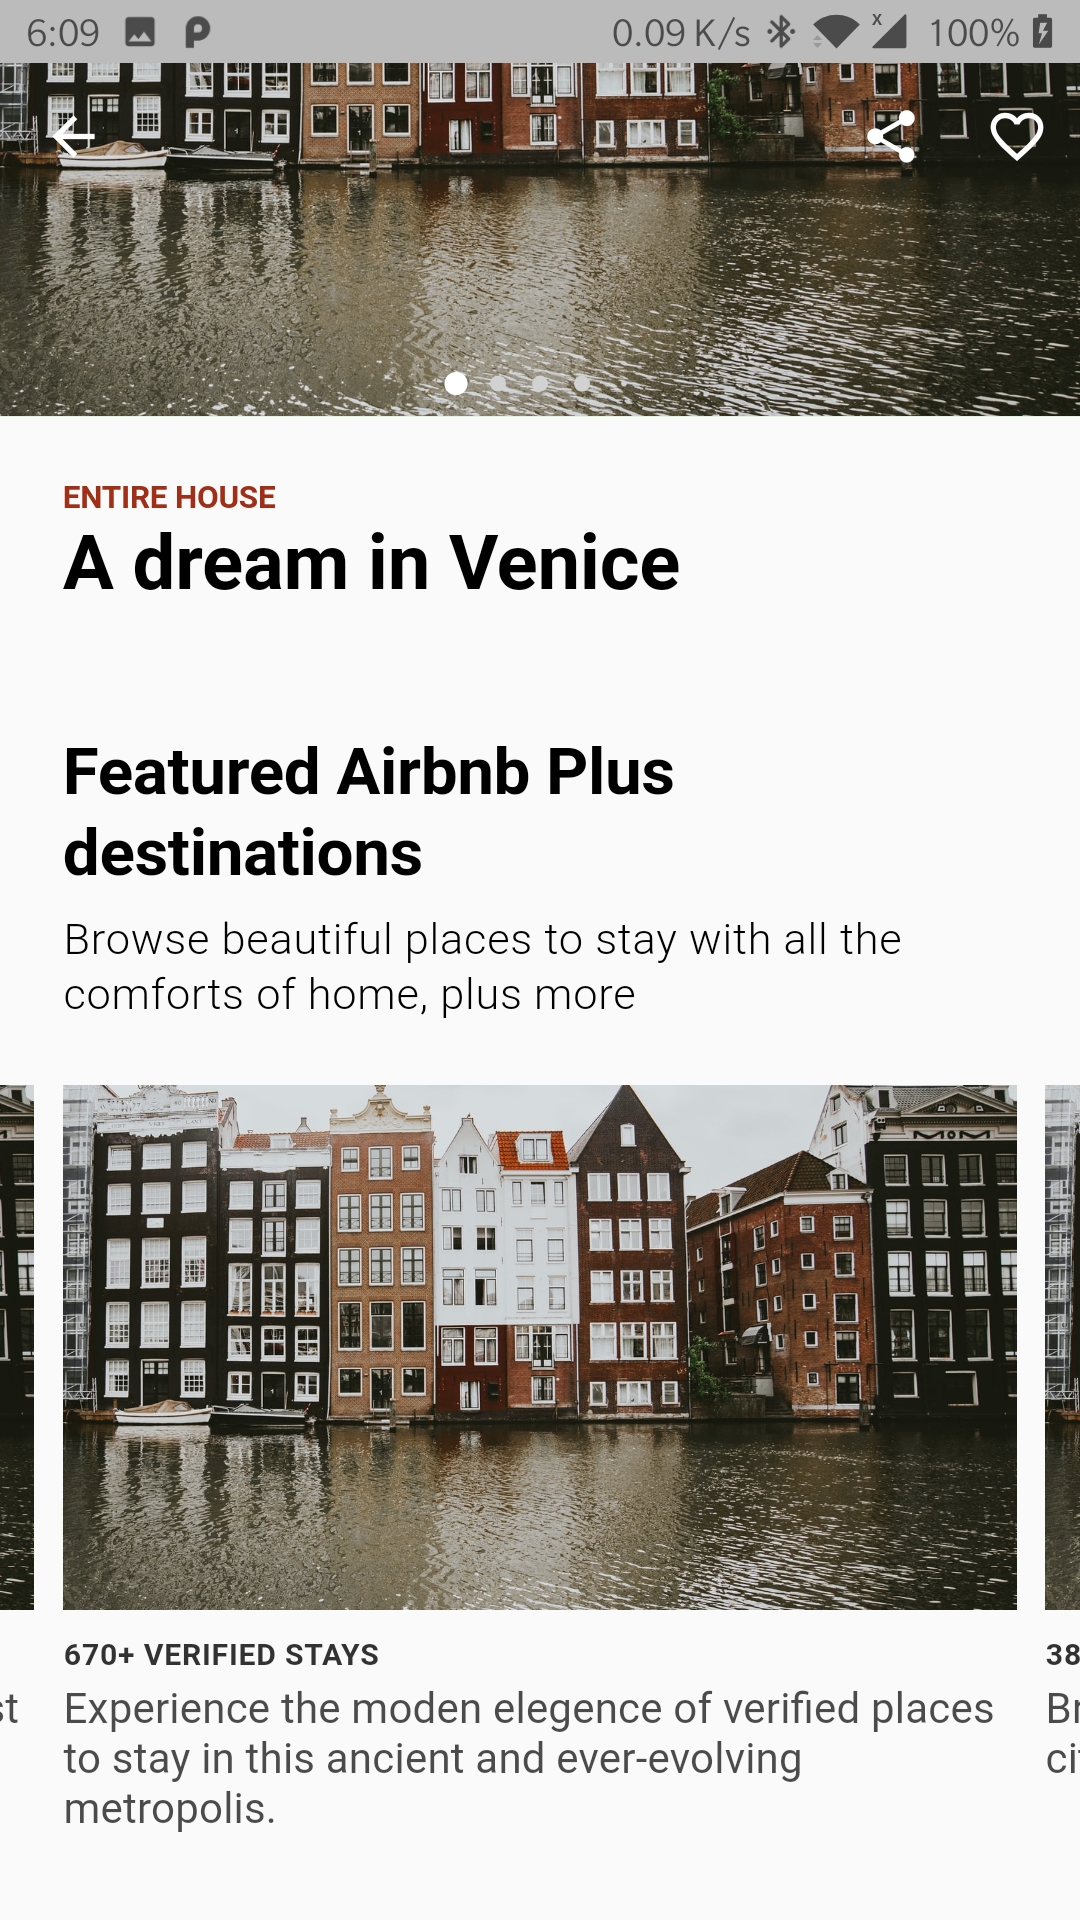 6:09 0.09 K/s x 100%
ENTIRE HOUSE
A dream in Venice
Featured Airbnb Plus
destinations
Browse beautiful places to stay with all the
comforts of home, plus more
670+ VERIFIED STAYS
38
st Experience the moden elegence of verified places Br
to stay in this ancient and ever-evolving ci
metropolis.